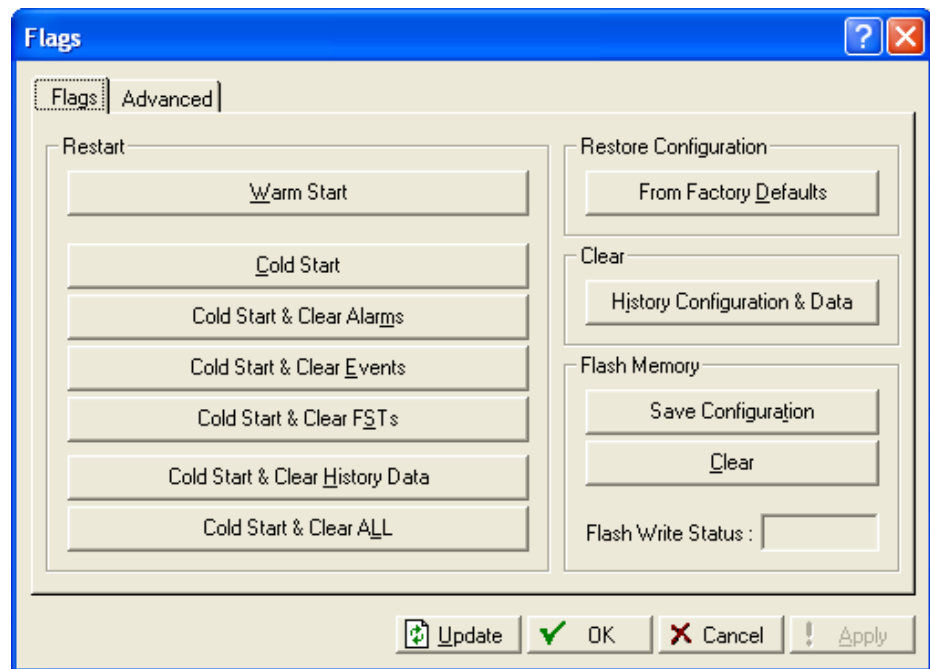 Flags
Flags
Advanced
Restart
Warm Start
Cold Start
Cold Start & Clear Alarms
Cold Start & Clear Events
Cold Start & Clear FSTs
Cold Start & Clear History Data
Cold Start & Clear ALL
Restore Configuration
From Factory Defaults
Clear
History Configuration & Data
Flash Memory
Save Configuration
Clear
Flash Write Status :
Update
OK
Cancel
Apply